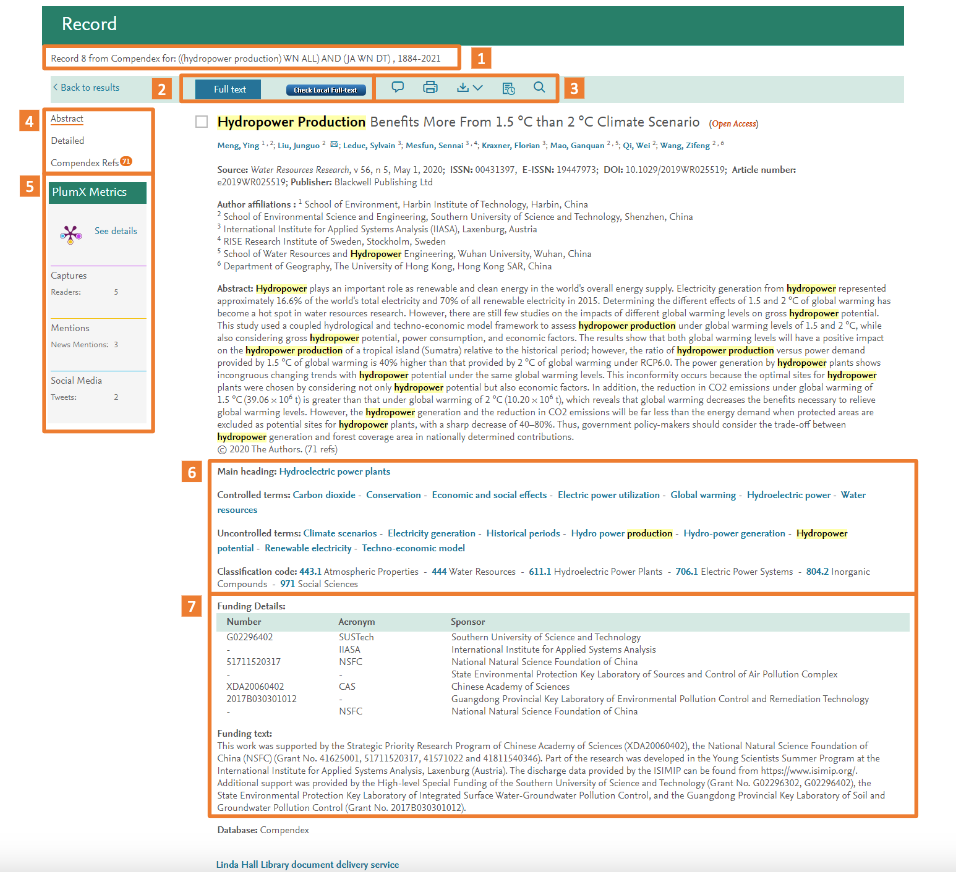 Record
Record 8 from Compendex for: ((hydropower production) WN ALL) AND (JA WN DT) , 1884-2021
1
< Back to results
2
Full text
Check Local Full-text
3
4
Abstract
Detailed
Compendex Refs 71
5
PlumX Metrics
See details
Captures
Readers: 5
Mentions
News Mentions: 3
Social Media
Tweets: 2
Hydropower Production Benefits More From 1.5 °C than 2 °C Climate Scenario (Open Access)
Meng, Ying 1, 2; Liu, Junguo 2; Leduc, Sylvain 3; Mesfun, Sennai 3, 4; Kraxner, Florian 3; Mao, Ganquan 2, 5; Qi, Wei 2; Wang, Zifeng 2, 6
Source: Water Resources Research, v 56, n 5, May 1, 2020; ISSN: 00431397, E-ISSN: 19447973; DOI: 10.1029/2019WR025519; Article number:
e2019WR025519; Publisher: Blackwell Publishing Ltd
Author affiliations : 1 School of Environment, Harbin Institute of Technology, Harbin, China
2 School of Environmental Science and Engineering, Southern University of Science and Technology, Shenzhen, China
3 International Institute for Applied Systems Analysis (IIASA), Laxenburg, Austria
4 RISE Research Institute of Sweden, Stockholm, Sweden
5 School of Water Resources and Hydropower Engineering, Wuhan University, Wuhan, China
6 Department of Geography, The University of Hong Kong, Hong Kong SAR, China
Abstract: Hydropower plays an important role as renewable and clean energy in the world's overall energy supply. Electricity generation from hydropower represented
approximately 16.6% of the world's total electricity and 70% of all renewable electricity in 2015. Determining the different effects of 1.5 and 2 °C of global warming has
become a hot spot in water resources research. However, there are still few studies on the impacts of different global warming levels on gross hydropower potential.
This study used a coupled hydrological and techno-economic model framework to assess hydropower production under global warming levels of 1.5 and 2 °C, while
also considering gross hydropower potential, power consumption, and economic factors. The results show that both global warming levels will have a positive impact
on the hydropower production of a tropical island (Sumatra) relative to the historical period; however, the ratio of hydropower production versus power demand
provided by 1.5 °C of global warming is 40% higher than that provided by 2 °C of global warming under RCP6.0. The power generation by hydropower plants shows
incongruous changing trends with hydropower potential under the same global warming levels. This inconformity occurs because the optimal sites for hydropower
plants were chosen by considering not only hydropower potential but also economic factors. In addition, the reduction in CO2 emissions under global warming of
1.5 °C (39.06 × 10⁶ t) is greater than that under global warming of 2 °C (10.20 × 10⁶ t), which reveals that global warming decreases the benefits necessary to relieve
global warming levels. However, the hydropower generation and the reduction in CO2 emissions will be far less than the energy demand when protected areas are
excluded as potential sites for hydropower plants, with a sharp decrease of 40–80%. Thus, government policy-makers should consider the trade-off between
hydropower generation and forest coverage area in nationally determined contributions.
© 2020 The Authors. (71 refs)
6
Main heading: Hydroelectric power plants
Controlled terms: Carbon dioxide - Conservation - Economic and social effects - Electric power utilization - Global warming - Hydroelectric power - Water
resources
Uncontrolled terms: Climate scenarios - Electricity generation - Historical periods - Hydro power production - Hydro-power generation - Hydropower
potential - Renewable electricity - Techno-economic model
Classification code: 443.1 Atmospheric Properties - 444 Water Resources - 611.1 Hydroelectric Power Plants - 706.1 Electric Power Systems - 804.2 Inorganic
Compounds - 971 Social Sciences
7
Funding Details:
Number Acronym Sponsor
G02296402 SUSTech Southern University of Science and Technology
- IIASA International Institute for Applied Systems Analysis
51711520317 NSFC National Natural Science Foundation of China
- - State Environmental Protection Key Laboratory of Sources and Control of Air Pollution Complex
XDA20060402 CAS Chinese Academy of Sciences
2017B030301012 - Guangdong Provincial Key Laboratory of Environmental Pollution Control and Remediation Technology
- NSFC National Natural Science Foundation of China
Funding text:
This work was supported by the Strategic Priority Research Program of Chinese Academy of Sciences (XDA20060402), the National Natural Science Foundation of
China (NSFC) (Grant No. 41625001, 51711520317, 41571022 and 41811540346). Part of the research was developed in the Young Scientists Summer Program at the
International Institute for Applied Systems Analysis, Laxenburg (Austria). The discharge data provided by the ISIMIP can be found from https://www.isimip.org/.
Additional support was provided by the High-level Special Funding of the Southern University of Science and Technology (Grant No. G02296302, G02296402), the
State Environmental Protection Key Laboratory of Integrated Surface Water-Groundwater Pollution Control, and the Guangdong Provincial Key Laboratory of Soil and
Groundwater Pollution Control (Grant No. 2017B030301012).
Database: Compendex
Linda Hall Library document delivery service